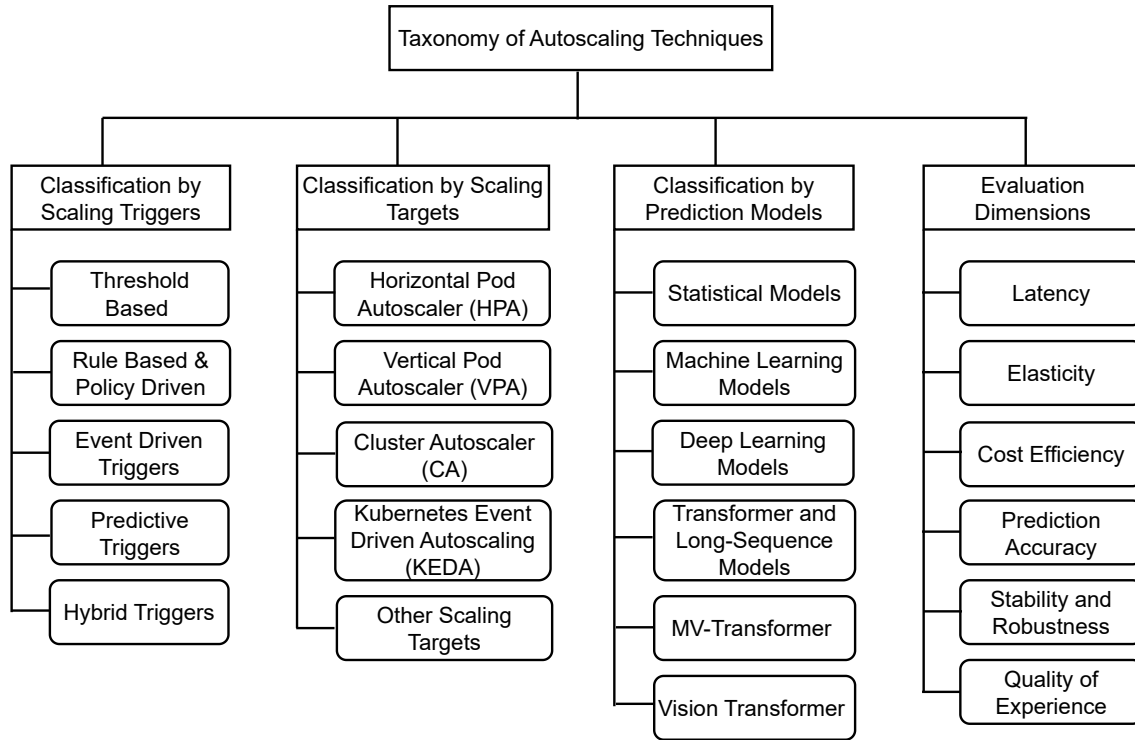 Taxonomy of Autoscaling Techniques
Classification by
Scaling Triggers
Threshold
Based
Rule Based &
Policy Driven
Event Driven
Triggers
Predictive
Triggers
Hybrid Triggers
Classification by Scaling
Targets
Horizontal Pod
Autoscaler (HPA)
Vertical Pod
Autoscaler (VPA)
Cluster Autoscaler
(CA)
Kubernetes Event
Driven Autoscaling
(KEDA)
Other Scaling
Targets
Classification by
Prediction Models
Statistical Models
Machine Learning
Models
Deep Learning
Models
Transformer and
Long-Sequence
Models
MV-Transformer
Vision Transformer
Evaluation
Dimensions
Latency
Elasticity
Cost Efficiency
Prediction
Accuracy
Stability and
Robustness
Quality of
Experience